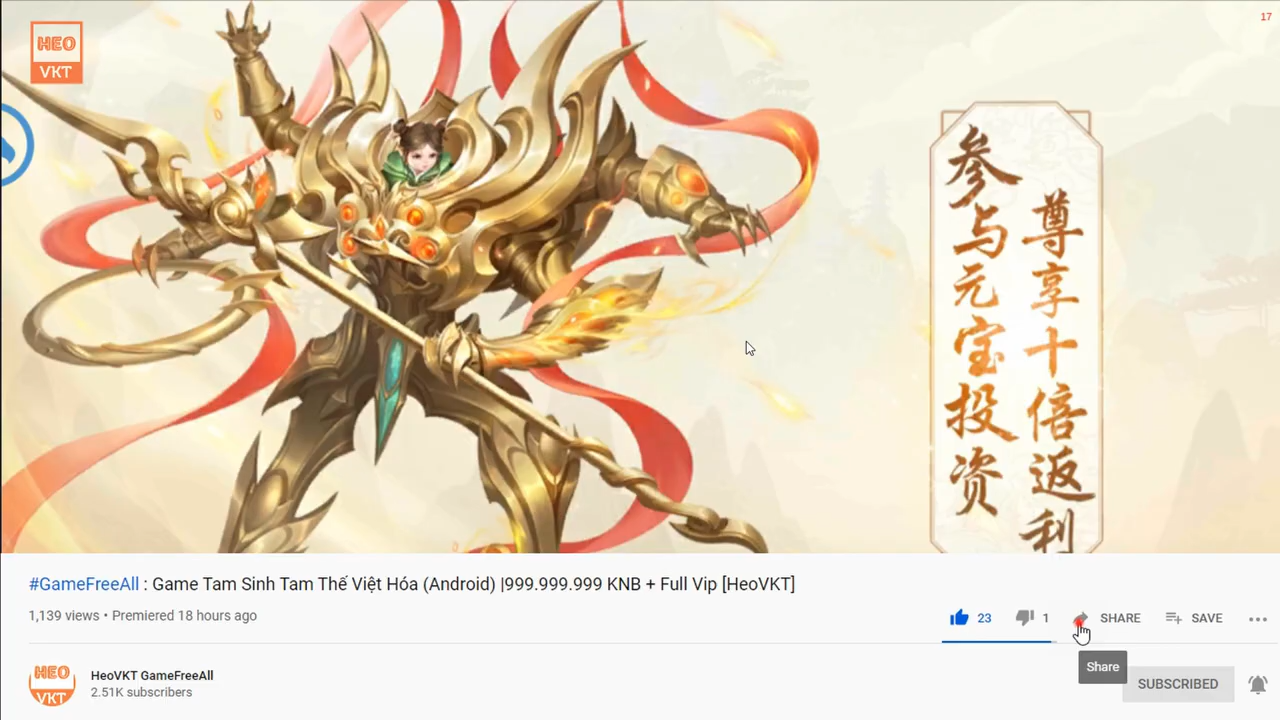 HEO
VKT
17
参与元宝投资
尊享十倍返利
#GameFreeAll : Game Tam Sinh Tam Thế Việt Hóa (Android) |999.999.999 KNB + Full Vip [HeoVKT]
1,139 views • Premiered 18 hours ago
23
1
SHARE
SAVE
Share
HEO
VKT
HeoVKT GameFreeAll
2.51K subscribers
SUBSCRIBED